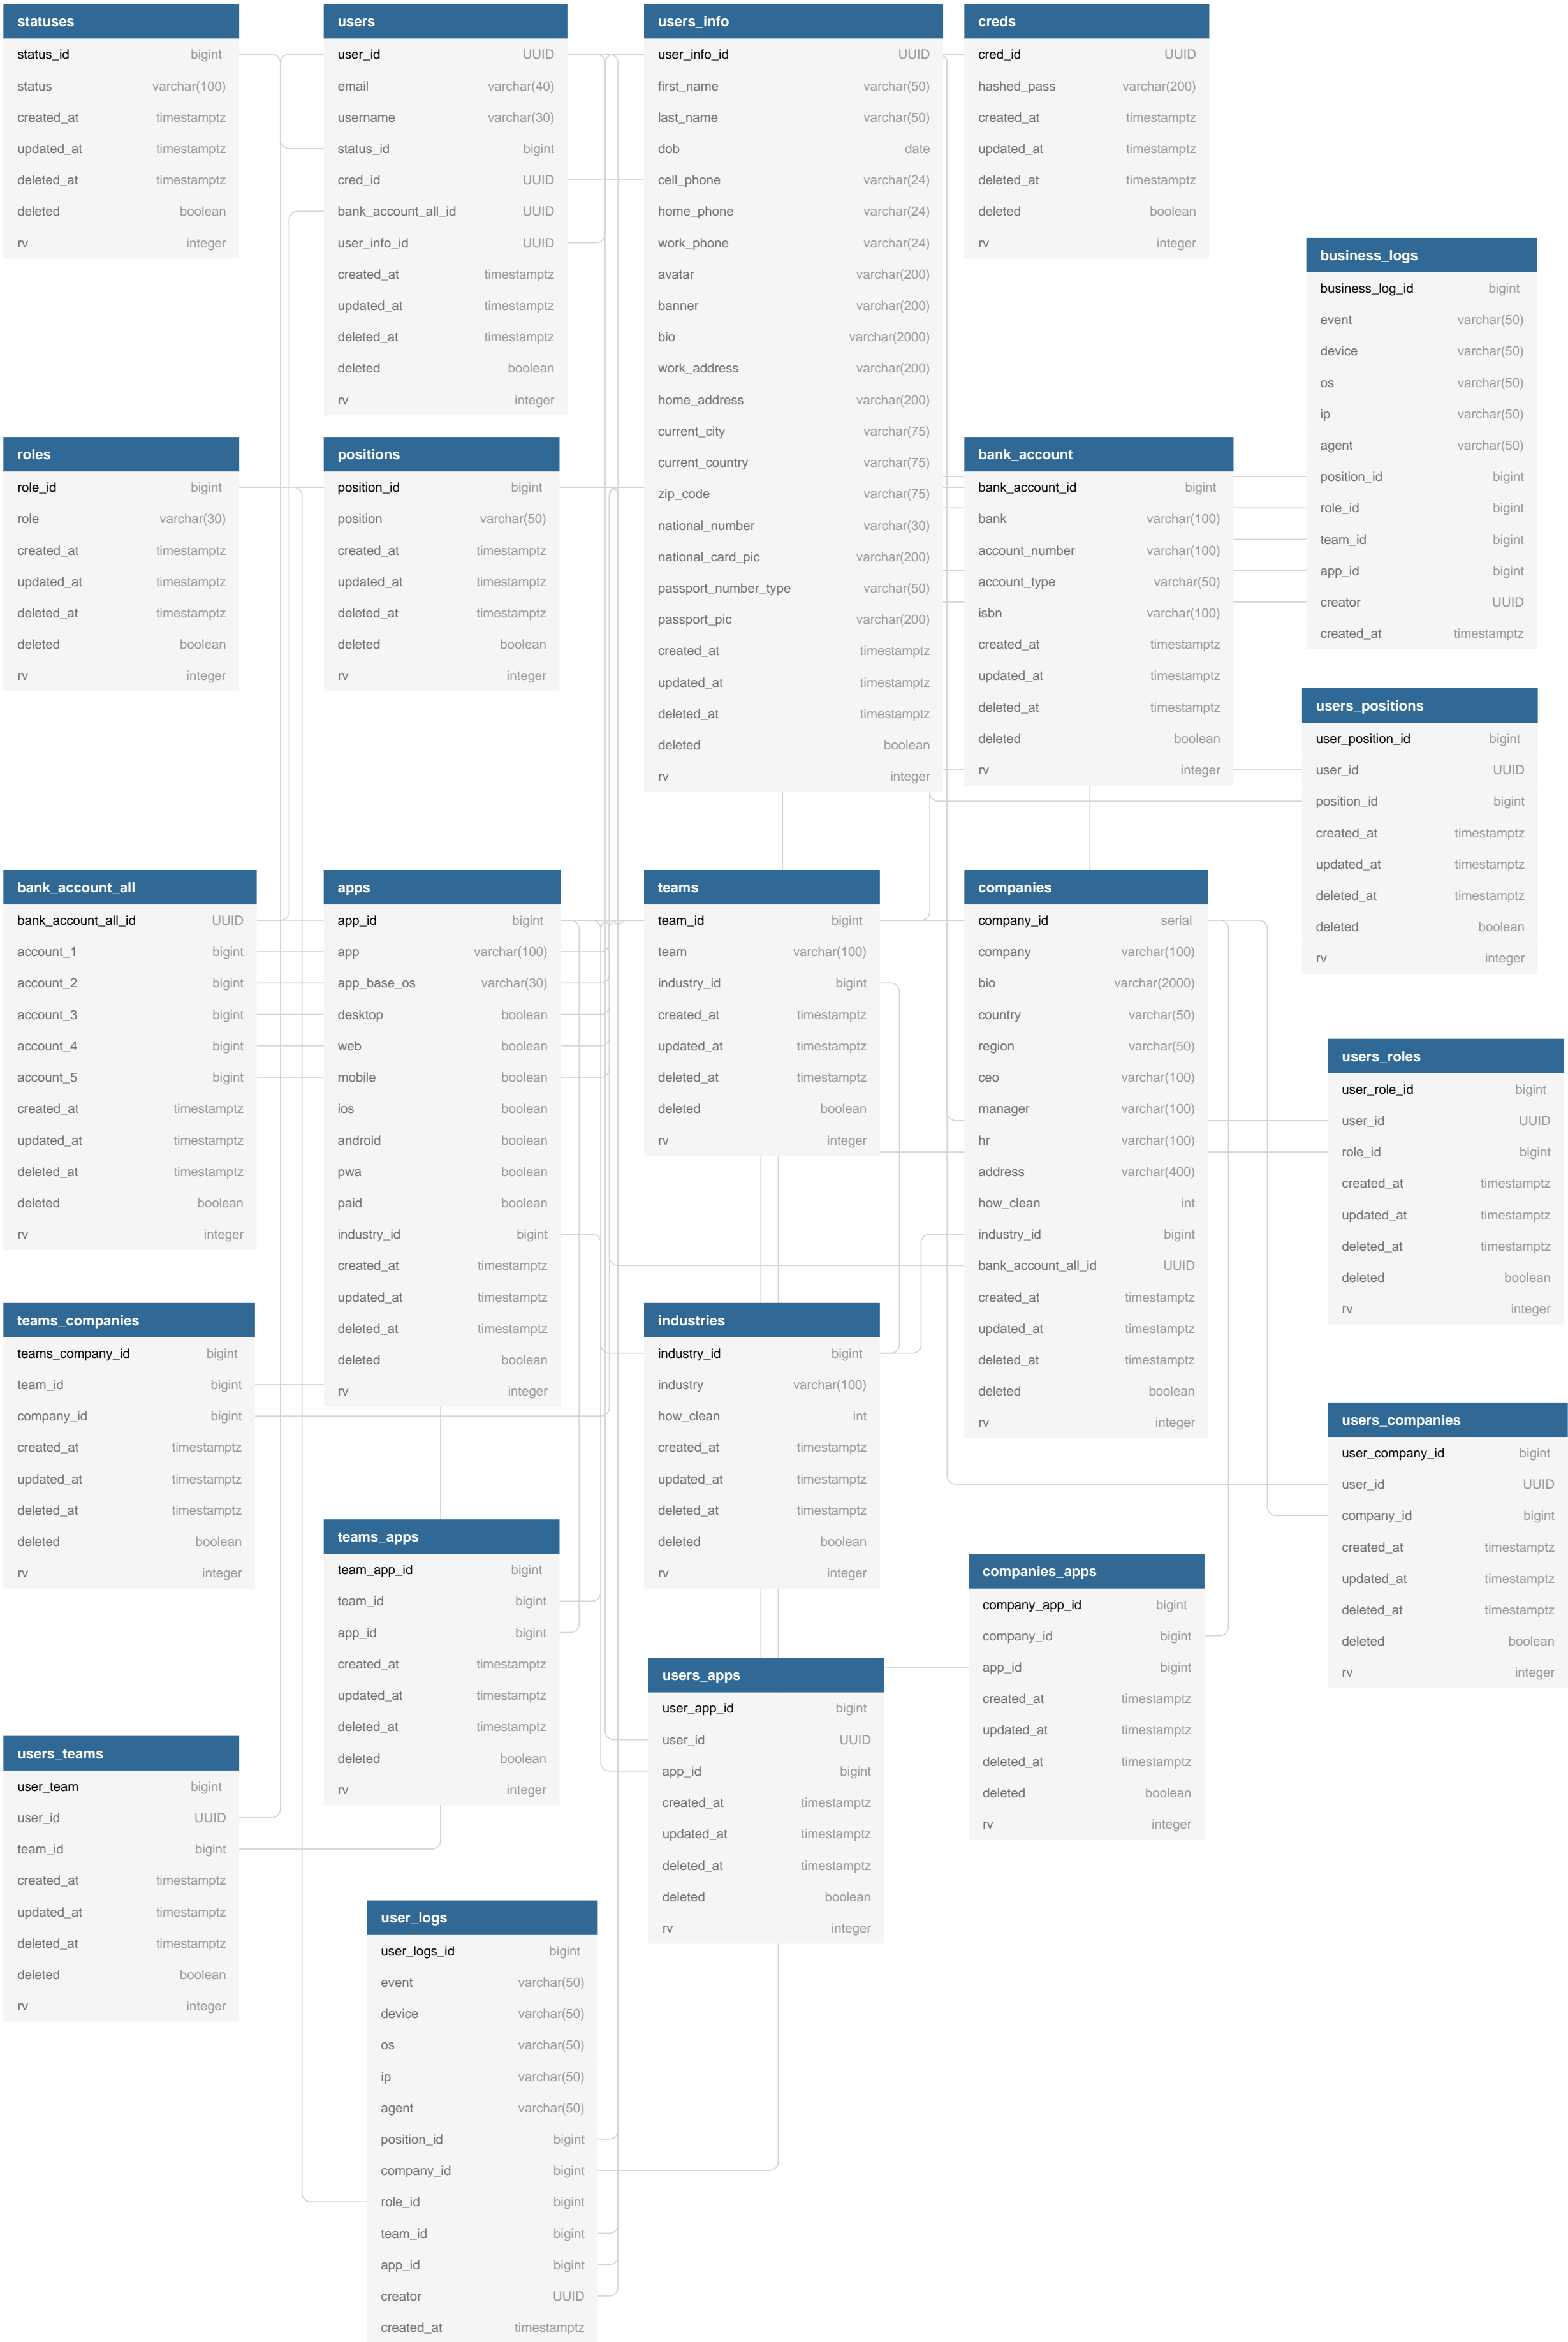 statuses
status_id bigint
status varchar(100)
created_at timestamptz
updated_at timestamptz
deleted_at timestamptz
deleted boolean
rv integer
users
user_id UUID
email varchar(40)
username varchar(30)
status_id bigint
cred_id UUID
bank_account_all_id UUID
user_info_id UUID
created_at timestamptz
updated_at timestamptz
deleted_at timestamptz
deleted boolean
rv integer
users_info
user_info_id UUID
first_name varchar(50)
last_name varchar(50)
dob date
cell_phone varchar(24)
home_phone varchar(24)
work_phone varchar(24)
avatar varchar(200)
banner varchar(200)
bio varchar(2000)
work_address varchar(200)
home_address varchar(200)
current_city varchar(75)
current_country varchar(75)
zip_code varchar(75)
national_number varchar(30)
national_card_pic varchar(200)
passport_number_type varchar(50)
passport_pic varchar(200)
created_at timestamptz
updated_at timestamptz
deleted_at timestamptz
deleted boolean
rv integer
creds
cred_id UUID
hashed_pass varchar(200)
created_at timestamptz
updated_at timestamptz
deleted_at timestamptz
deleted boolean
rv integer
business_logs
business_log_id bigint
event varchar(50)
device varchar(50)
os varchar(50)
ip varchar(50)
agent varchar(50)
position_id bigint
role_id bigint
team_id bigint
app_id bigint
creator UUID
created_at timestamptz
roles
role_id bigint
role varchar(30)
created_at timestamptz
updated_at timestamptz
deleted_at timestamptz
deleted boolean
rv integer
positions
position_id bigint
position varchar(50)
created_at timestamptz
updated_at timestamptz
deleted_at timestamptz
deleted boolean
rv integer
bank_account
bank_account_id bigint
bank varchar(100)
account_number varchar(100)
account_type varchar(50)
isbn varchar(100)
created_at timestamptz
updated_at timestamptz
deleted_at timestamptz
deleted boolean
rv integer
users_positions
user_position_id bigint
user_id UUID
position_id bigint
created_at timestamptz
updated_at timestamptz
deleted_at timestamptz
deleted boolean
rv integer
bank_account_all
bank_account_all_id UUID
account_1 bigint
account_2 bigint
account_3 bigint
account_4 bigint
account_5 bigint
created_at timestamptz
updated_at timestamptz
deleted_at timestamptz
deleted boolean
rv integer
apps
app_id bigint
app varchar(100)
app_base_os varchar(30)
desktop boolean
web boolean
mobile boolean
ios boolean
android boolean
pwa boolean
paid boolean
industry_id bigint
created_at timestamptz
updated_at timestamptz
deleted_at timestamptz
deleted boolean
rv integer
teams
team_id bigint
team varchar(100)
industry_id bigint
created_at timestamptz
updated_at timestamptz
deleted_at timestamptz
deleted boolean
rv integer
companies
company_id serial
company varchar(100)
bio varchar(2000)
country varchar(50)
region varchar(50)
ceo varchar(100)
manager varchar(100)
hr varchar(100)
address varchar(400)
how_clean int
industry_id bigint
bank_account_all_id UUID
created_at timestamptz
updated_at timestamptz
deleted_at timestamptz
deleted boolean
rv integer
users_roles
user_role_id bigint
user_id UUID
role_id bigint
created_at timestamptz
updated_at timestamptz
deleted_at timestamptz
deleted boolean
rv integer
teams_companies
teams_company_id bigint
team_id bigint
company_id bigint
created_at timestamptz
updated_at timestamptz
deleted_at timestamptz
deleted boolean
rv integer
industries
industry_id bigint
industry varchar(100)
how_clean int
created_at timestamptz
updated_at timestamptz
deleted_at timestamptz
deleted boolean
rv integer
users_companies
user_company_id bigint
user_id UUID
company_id bigint
created_at timestamptz
updated_at timestamptz
deleted_at timestamptz
deleted boolean
rv integer
teams_apps
team_app_id bigint
team_id bigint
app_id bigint
created_at timestamptz
updated_at timestamptz
deleted_at timestamptz
deleted boolean
rv integer
companies_apps
company_app_id bigint
company_id bigint
app_id bigint
created_at timestamptz
updated_at timestamptz
deleted_at timestamptz
deleted boolean
rv integer
users_apps
user_app_id bigint
user_id UUID
app_id bigint
created_at timestamptz
updated_at timestamptz
deleted_at timestamptz
deleted boolean
rv integer
users_teams
user_team bigint
user_id UUID
team_id bigint
created_at timestamptz
updated_at timestamptz
deleted_at timestamptz
deleted boolean
rv integer
user_logs
user_logs_id bigint
event varchar(50)
device varchar(50)
os varchar(50)
ip varchar(50)
agent varchar(50)
position_id bigint
company_id bigint
role_id bigint
team_id bigint
app_id bigint
creator UUID
created_at timestamptz